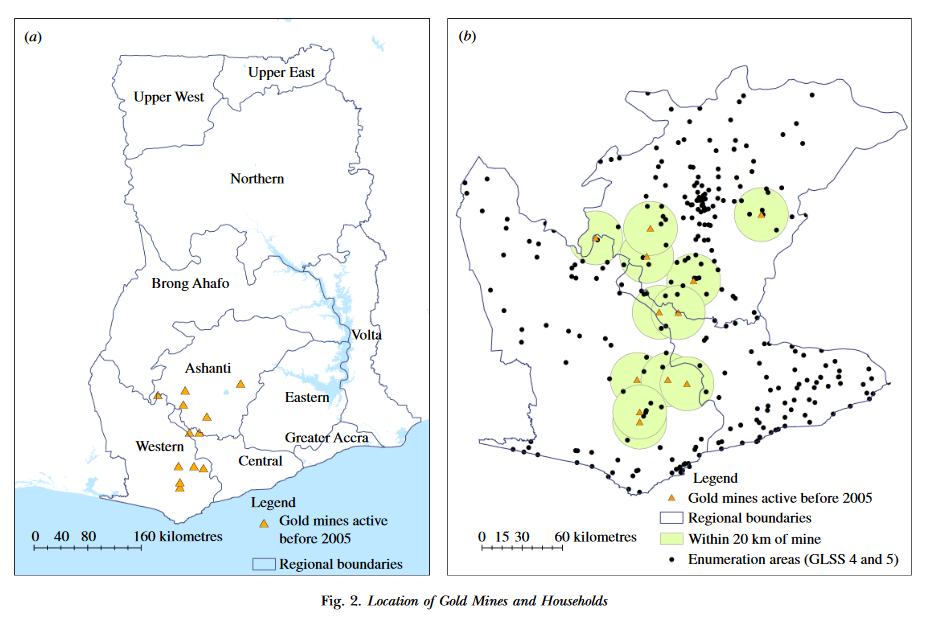 (a)
Upper East
Upper West
Northern
Brong Ahafo
Volta
Ashanti
Eastern
Greater Accra
Western
Central
Legend
Gold mines active
before 2005
0 40 80 160 kilometres
Regional boundaries
(b)
Legend
Gold mines active before 2005
Regional boundaries
0 15 30 60 kilometres
Within 20 km of mine
Enumeration areas (GLSS 4 and 5)
Fig. 2. Location of Gold Mines and Households